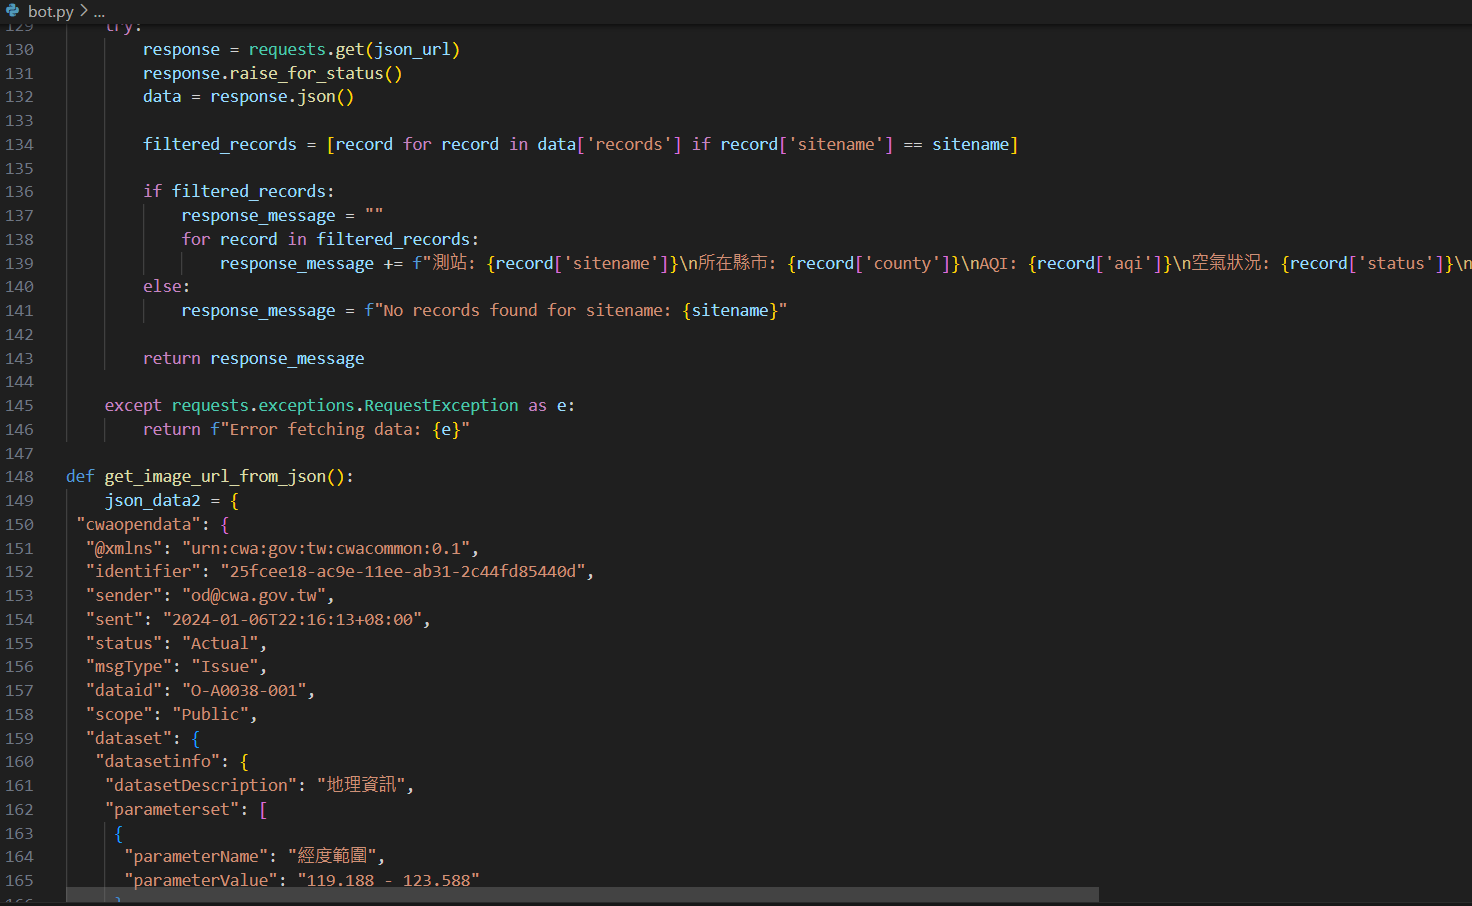 bot.py > ...
129 try:
130 response = requests.get(json_url)
131 response.raise_for_status()
132 data = response.json()
133
134 filtered_records = [record for record in data['records'] if record['sitename'] == sitename]
135
136 if filtered_records:
137 response_message = ""
138 for record in filtered_records:
139 response_message += f"測站: {record['sitename']}\n所在縣市: {record['county']}\nAQI: {record['aqi']}\n空氣狀況: {record['status']}\n
140 else:
141 response_message = f"No records found for sitename: {sitename}"
142
143 return response_message
144
145 except requests.exceptions.RequestException as e:
146 return f"Error fetching data: {e}"
147
148 def get_image_url_from_json():
149 json_data2 = {
150 "cwaopendata": {
151 "@xmlns": "urn:cwa:gov:tw:cwacommon:0.1",
152 "identifier": "25fcee18-ac9e-11ee-ab31-2c44fd85440d",
153 "sender": "od@cwa.gov.tw",
154 "sent": "2024-01-06T22:16:13+08:00",
155 "status": "Actual",
156 "msgType": "Issue",
157 "dataid": "O-A0038-001",
158 "scope": "Public",
159 "dataset": {
160 "datasetinfo": {
161 "datasetDescription": "地理資訊",
162 "parameterset": [
163 {
164 "parameterName": "經度範圍",
165 "parameterValue": "119.188 - 123.588"